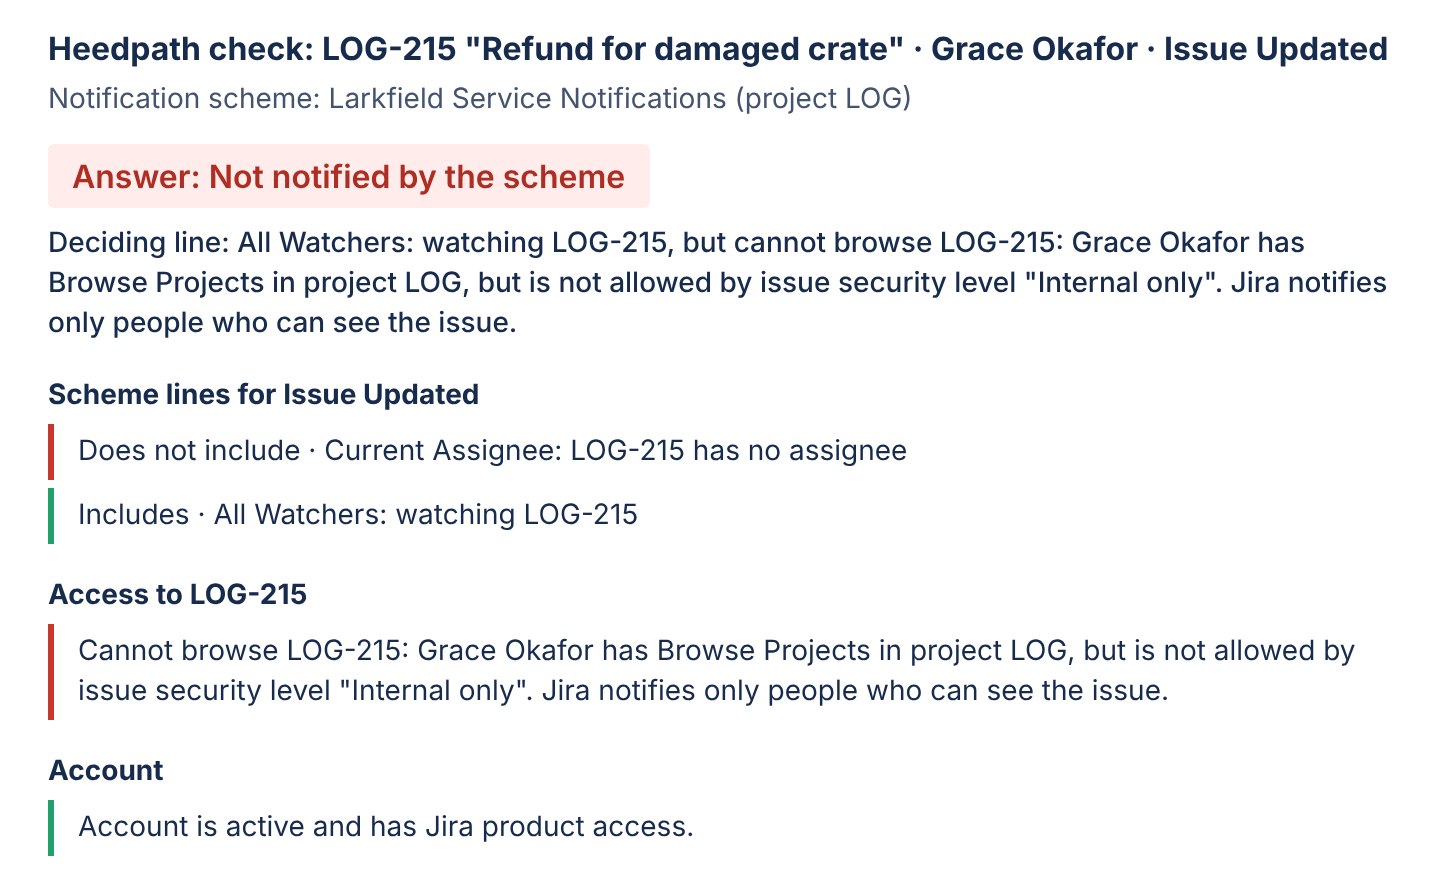 Heedpath check: LOG-215 "Refund for damaged crate" · Grace Okafor · Issue Updated
Notification scheme: Larkfield Service Notifications (project LOG)
Answer: Not notified by the scheme
Deciding line: All Watchers: watching LOG-215, but cannot browse LOG-215: Grace Okafor has
Browse Projects in project LOG, but is not allowed by issue security level "Internal only". Jira notifies
only people who can see the issue.
Scheme lines for Issue Updated
Does not include · Current Assignee: LOG-215 has no assignee
Includes · All Watchers: watching LOG-215
Access to LOG-215
Cannot browse LOG-215: Grace Okafor has Browse Projects in project LOG, but is not allowed by
issue security level "Internal only". Jira notifies only people who can see the issue.
Account
Account is active and has Jira product access.